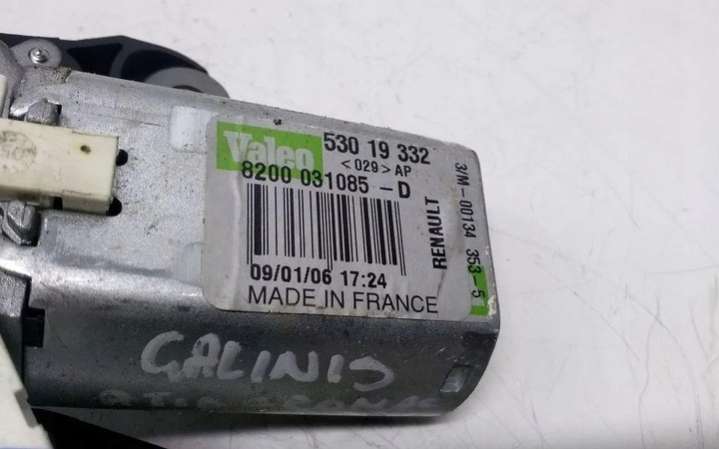 Valeo 530 19 332
<029> AP
8200 031085 - D
RENAULT
3/M - 00134 353 - 5
09/01/06 17:24
MADE IN FRANCE
GALINIS